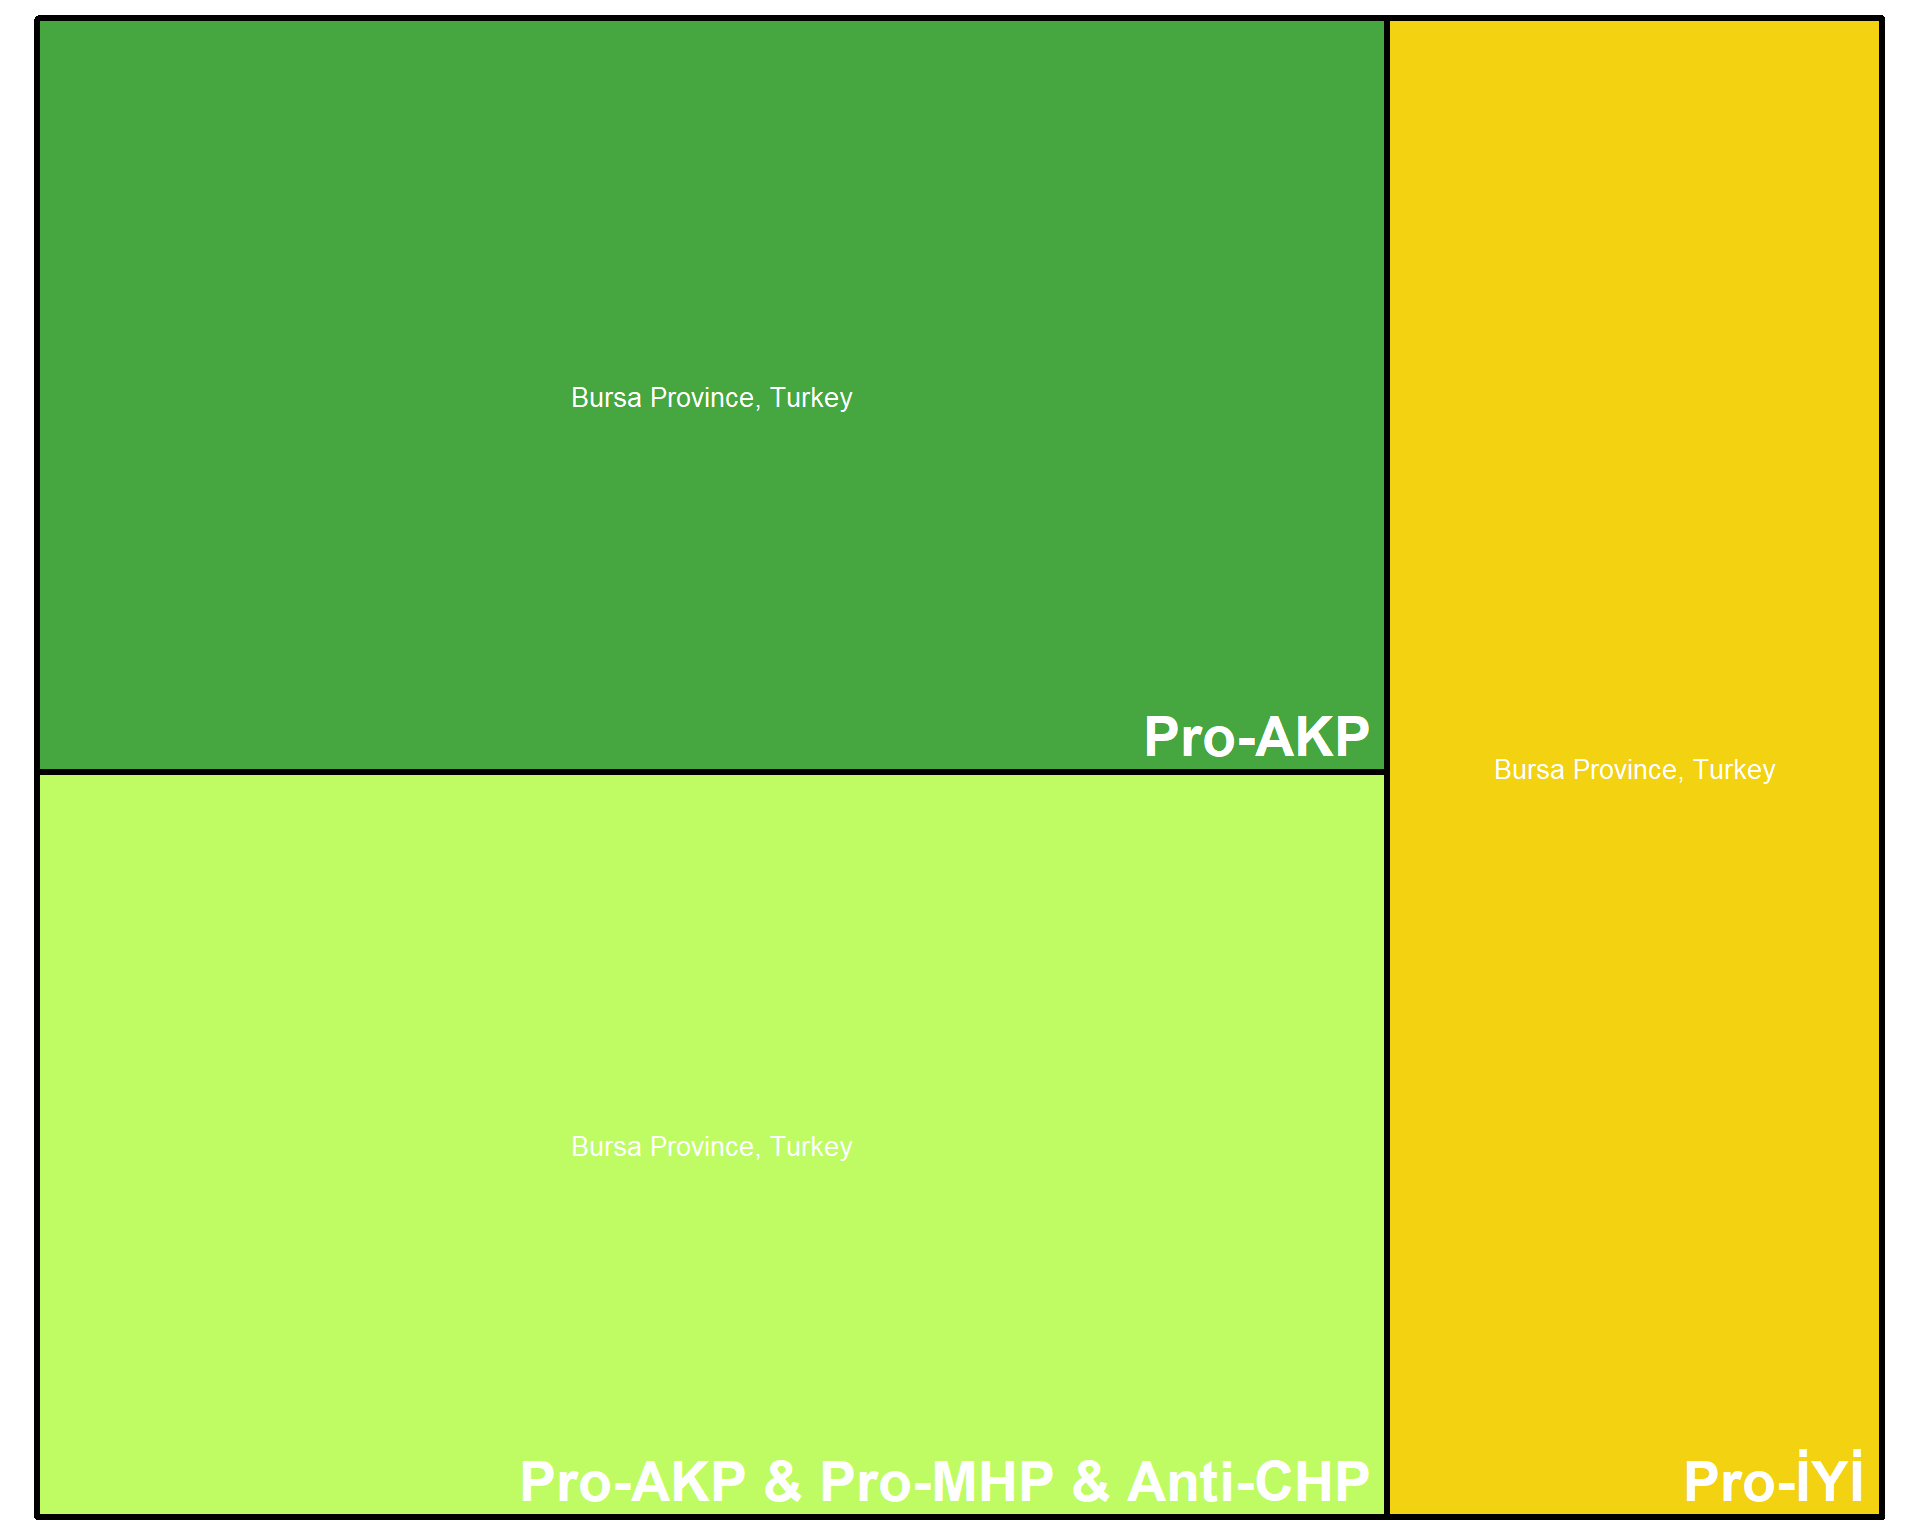 Bursa Province, Turkey
Pro-AKP
Bursa Province, Turkey
Pro-AKP & Pro-MHP & Anti-CHP
Bursa Province, Turkey
Pro-İYİ